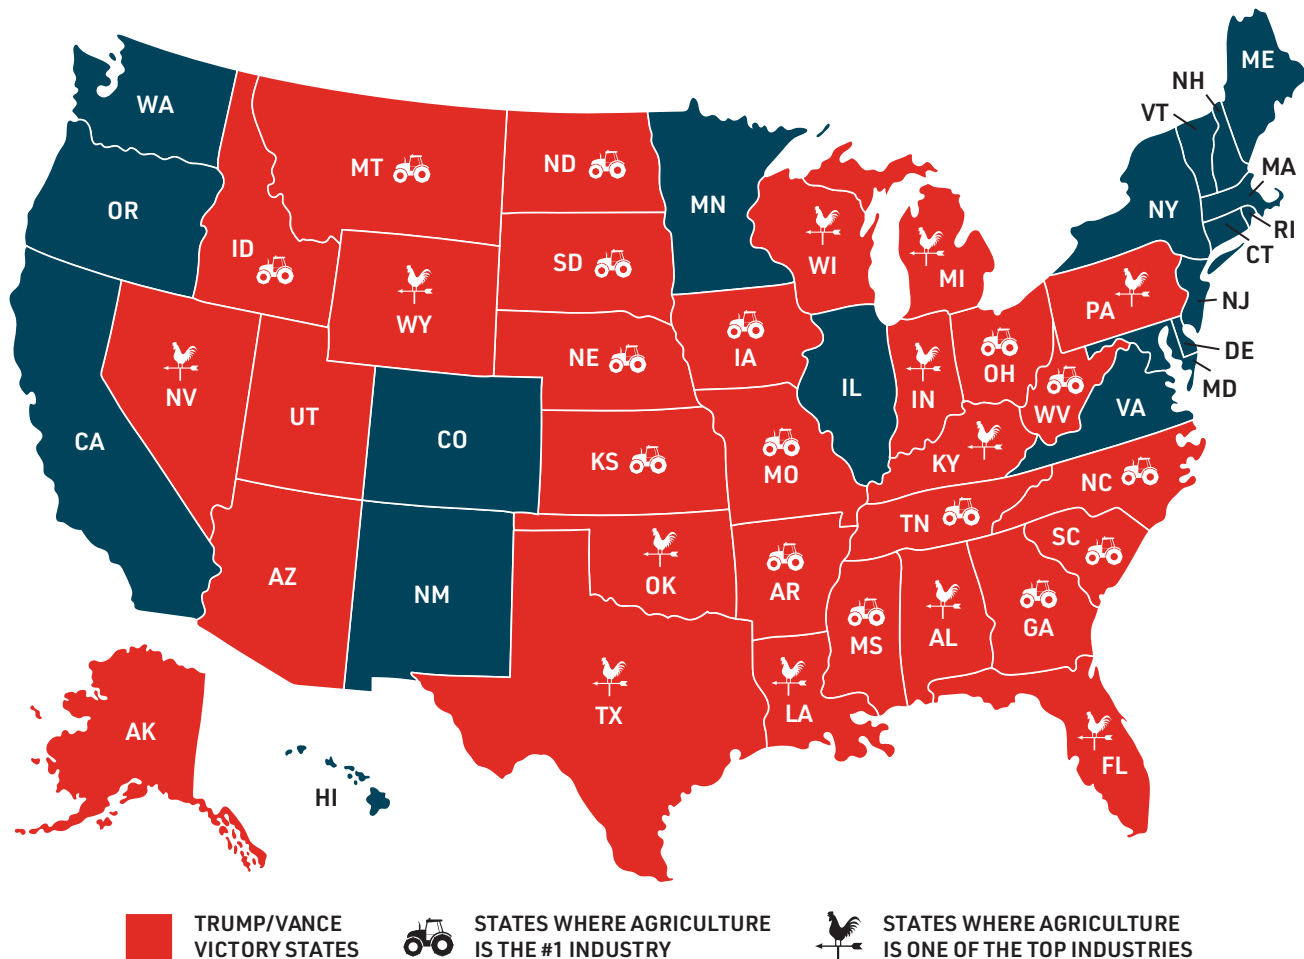 ME
NH
WA
VT
MT
ND
MA
OR
MN
NY
RI
ID
SD
WI
CT
MI
WY
PA
NJ
NE
IA
DE
OH
MD
NV
IL
IN
UT
WV
VA
CA
CO
KS
KY
MO
NC
TN
SC
AZ
OK
AR
NM
GA
MS
AL
TX
LA
AK
FL
HI
TRUMP/VANCE
VICTORY STATES
STATES WHERE AGRICULTURE
IS THE #1 INDUSTRY
STATES WHERE AGRICULTURE
IS ONE OF THE TOP INDUSTRIES